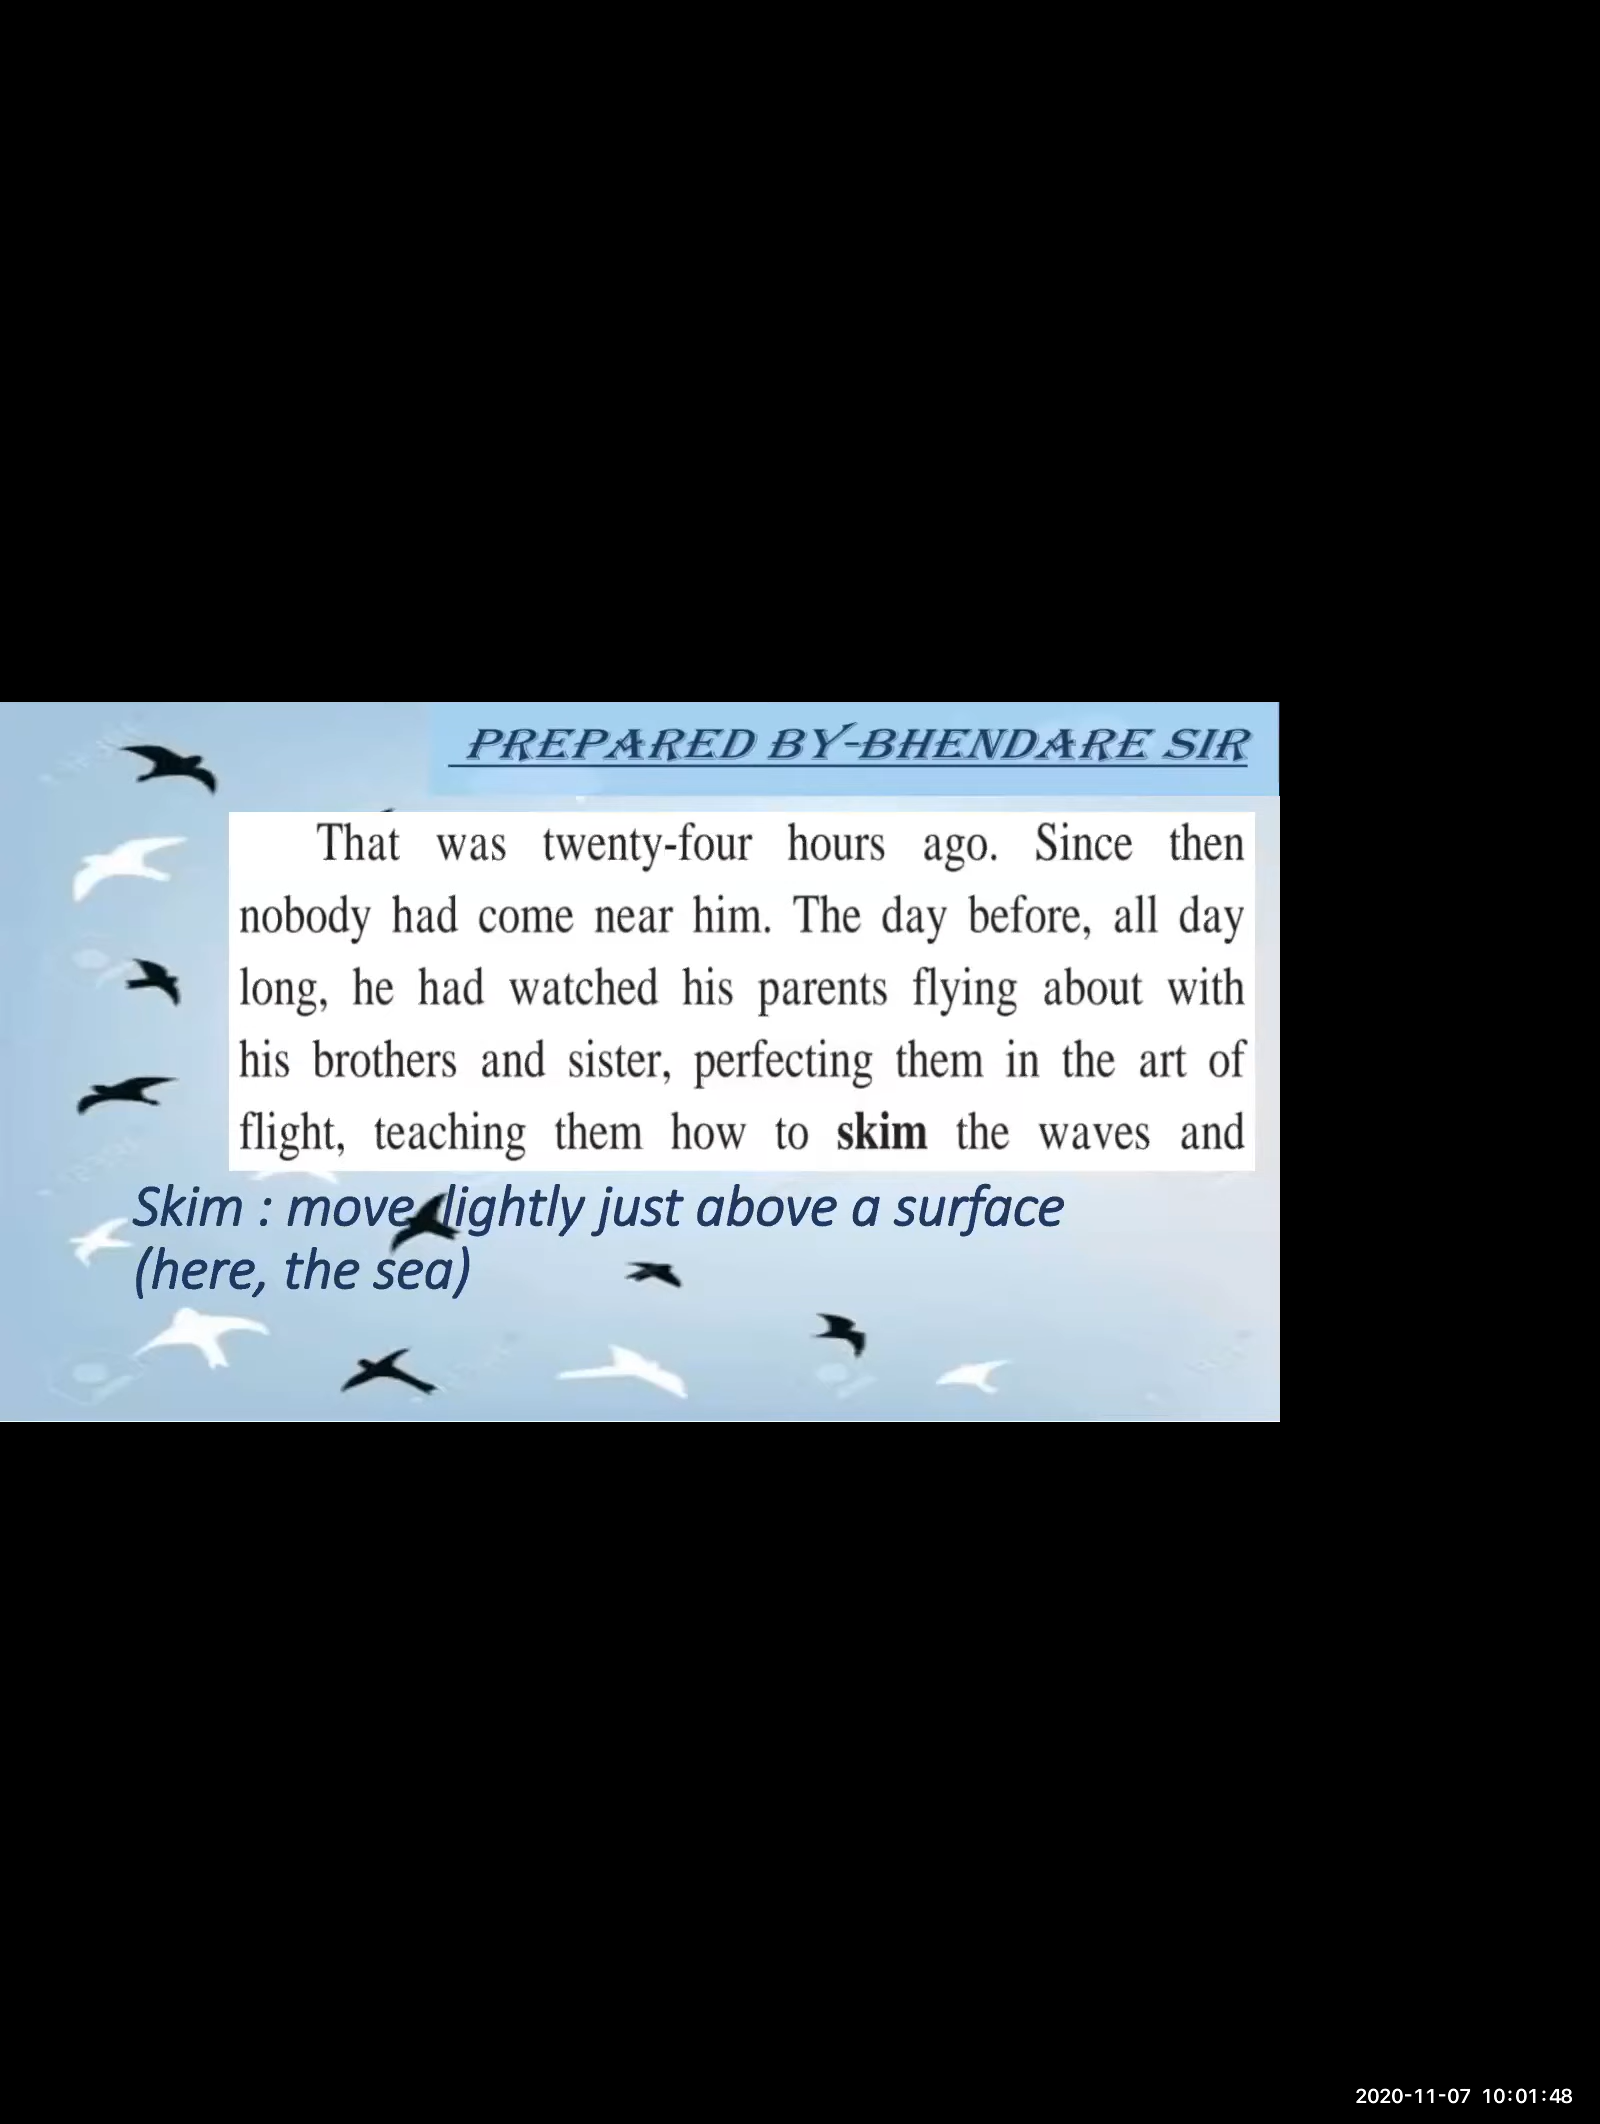 PREPARED BY-BHENDARE SIR
That was twenty-four hours ago. Since then
nobody had come near him. The day before, all day
long, he had watched his parents flying about with
his brothers and sister, perfecting them in the art of
flight, teaching them how to skim the waves and
Skim : move lightly just above a surface
(here, the sea)
2020-11-07 10:01:48